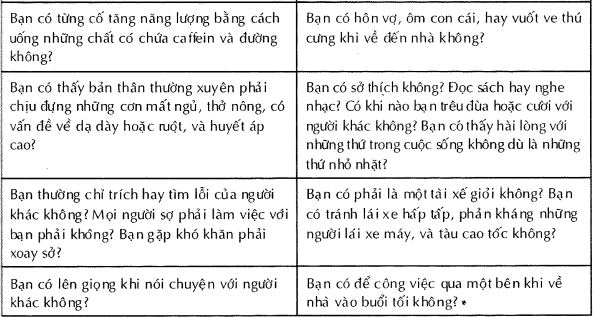 Bạn có từng cố tăng năng lượng bằng cách
uống những chất có chứa caffein và đường
không?
Bạn có hôn vợ, ôm con cái, hay vuốt ve thú
cưng khi về đến nhà không?
Bạn có thấy bản thân thường xuyên phải
chịu đựng những cơn mất ngủ, thở nông, có
vấn đề về dạ dày hoặc ruột, và huyết áp
cao?
Bạn có sở thích không? Đọc sách hay nghe
nhạc? Có khi nào bạn trêu đùa hoặc cười với
người khác không? Bạn có thấy hài lòng với
những thứ trong cuộc sống không dù là những
thứ nhỏ nhặt?
Bạn thường chỉ trích hay tìm lỗi của người
khác không? Mọi người sợ phải làm việc với
bạn phải không? Bạn gặp khó khăn phải
xoay sở?
Bạn có phải là một tài xế giỏi không? Bạn
có tránh lái xe hấp tấp, phản kháng những
người lái xe máy, và tàu cao tốc không?
Bạn có lên giọng khi nói chuyện với người
khác không?
Bạn có để công việc qua một bên khi về
nhà vào buổi tối không?